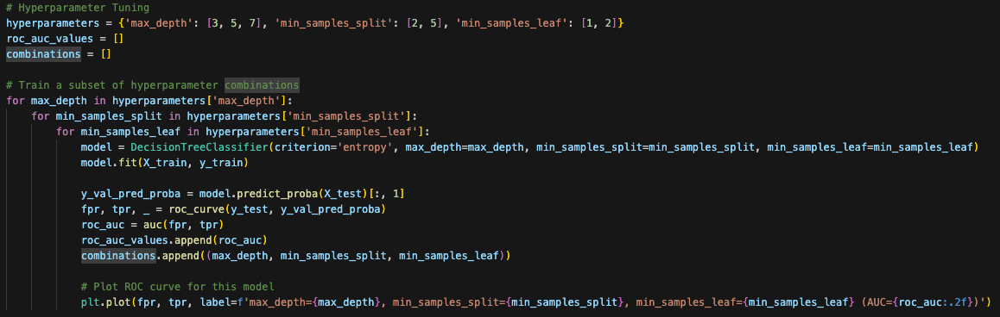 # Hyperparameter Tuning
hyperparameters = {'max_depth': [3, 5, 7], 'min_samples_split': [2, 5], 'min_samples_leaf': [1, 2]}
roc_auc_values = []
combinations = []

# Train a subset of hyperparameter combinations
for max_depth in hyperparameters['max_depth']:
    for min_samples_split in hyperparameters['min_samples_split']:
        for min_samples_leaf in hyperparameters['min_samples_leaf']:
            model = DecisionTreeClassifier(criterion='entropy', max_depth=max_depth, min_samples_split=min_samples_split, min_samples_leaf=min_samples_leaf)
            model.fit(X_train, y_train)

            y_val_pred_proba = model.predict_proba(X_test)[:, 1]
            fpr, tpr, _ = roc_curve(y_test, y_val_pred_proba)
            roc_auc = auc(fpr, tpr)
            roc_auc_values.append(roc_auc)
            combinations.append((max_depth, min_samples_split, min_samples_leaf))

            # Plot ROC curve for this model
            plt.plot(fpr, tpr, label=f'max_depth={max_depth}, min_samples_split={min_samples_split}, min_samples_leaf={min_samples_leaf} (AUC={roc_auc:.2f})')